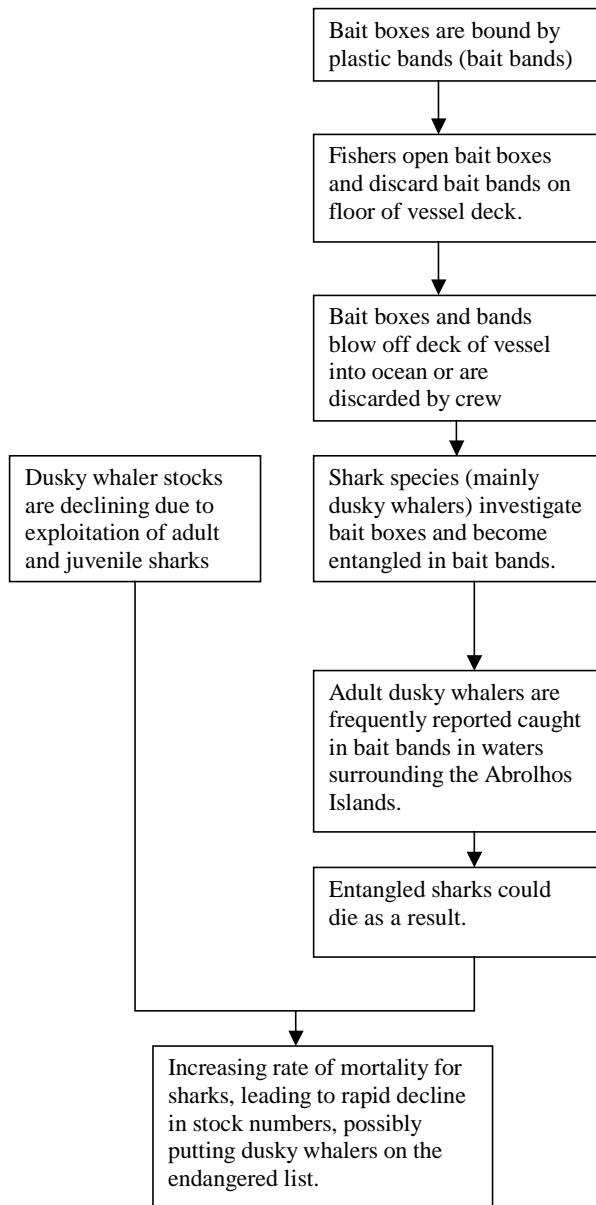 Bait boxes are bound by
plastic bands (bait bands)
Fishers open bait boxes
and discard bait bands on
floor of vessel deck.
Bait boxes and bands
blow off deck of vessel
into ocean or are
discarded by crew
Dusky whaler stocks
are declining due to
exploitation of adult
and juvenile sharks
Shark species (mainly
dusky whalers) investigate
bait boxes and become
entangled in bait bands.
Adult dusky whalers are
frequently reported caught
in bait bands in waters
surrounding the Abrolhos
Islands.
Entangled sharks could
die as a result.
Increasing rate of mortality for
sharks, leading to rapid decline
in stock numbers, possibly
putting dusky whalers on the
endangered list.